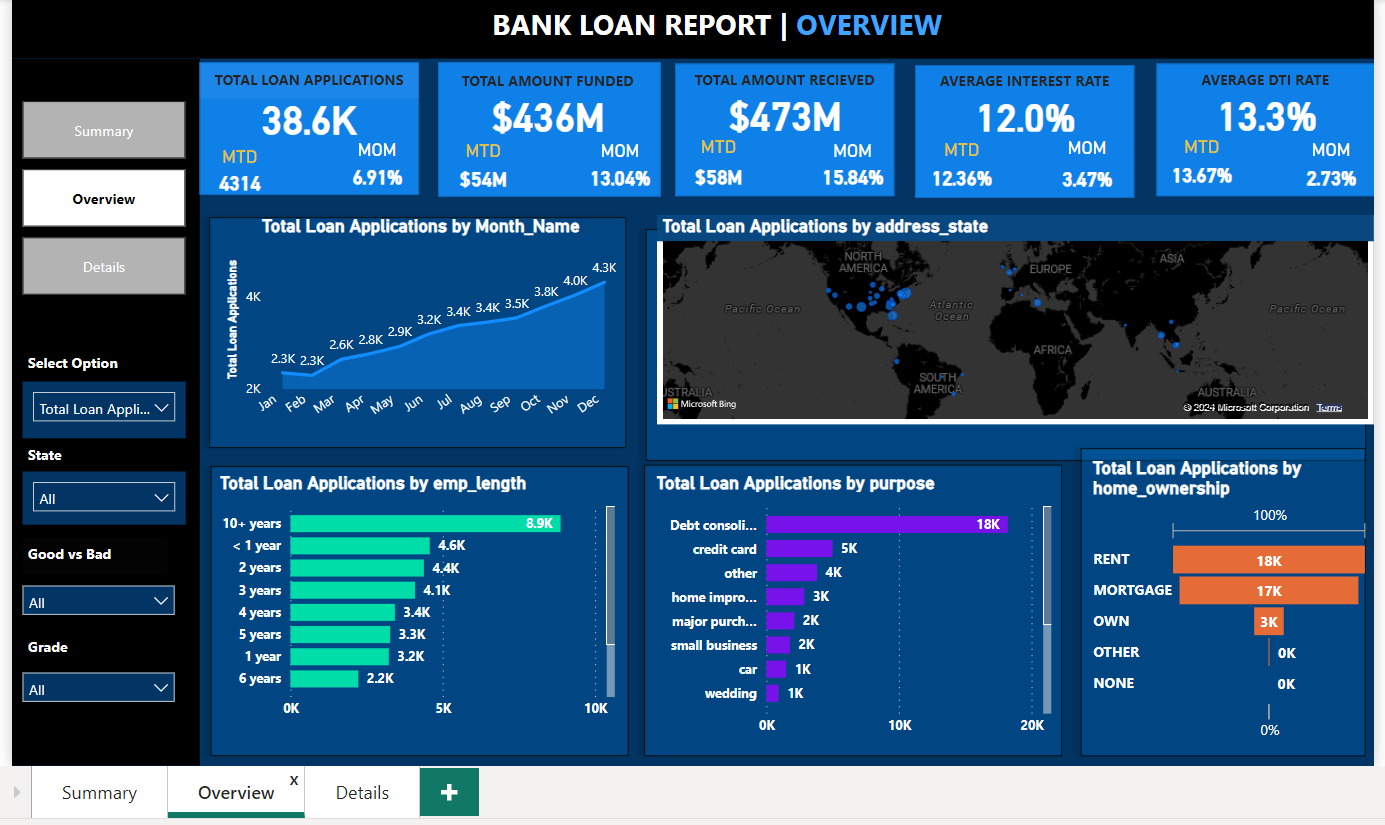 BANK LOAN REPORT | OVERVIEW
TOTAL LOAN APPLICATIONS
38.6K
MTD
MOM
4314
6.91%
TOTAL AMOUNT FUNDED
$436M
MTD
MOM
$54M
13.04%
TOTAL AMOUNT RECIEVED
$473M
MTD
MOM
$58M
15.84%
AVERAGE INTEREST RATE
12.0%
MTD
MOM
12.36%
3.47%
AVERAGE DTI RATE
13.3%
MTD
MOM
13.67%
2.73%
Summary
Overview
Details
Select Option
Total Loan Appli...
State
All
Good vs Bad
All
Grade
All
Total Loan Applications by Month_Name
Total Loan Applications
4K
2K
2.3K
2.3K
2.6K
2.8K
2.9K
3.2K
3.4K
3.4K
3.5K
3.8K
4.0K
4.3K
Jan
Feb
Mar
Apr
May
Jun
Jul
Aug
Sep
Oct
Nov
Dec
Total Loan Applications by address_state
NORTH
AMERICA
EUROPE
ASIA
Pacific Ocean
Atlantic
Ocean
Pacific Ocean
AFRICA
SOUTH
AMERICA
USTRALIA
AUSTRALIA
Microsoft Bing
© 2024 Microsoft Corporation Terms
Total Loan Applications by emp_length
10+ years 8.9K
< 1 year 4.6K
2 years 4.4K
3 years 4.1K
4 years 3.4K
5 years 3.3K
1 year 3.2K
6 years 2.2K
0K 5K 10K
Total Loan Applications by purpose
Debt consoli... 18K
credit card 5K
other 4K
home impro... 3K
major purch... 2K
small business 2K
car 1K
wedding 1K
0K 10K 20K
Total Loan Applications by
home_ownership
100%
RENT 18K
MORTGAGE 17K
OWN 3K
OTHER 0K
NONE 0K
0%
Summary
Overview
x
Details
+